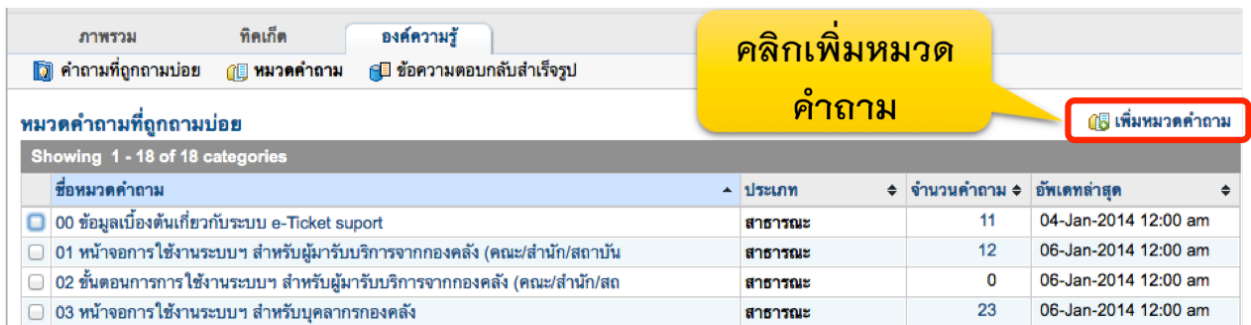 ภาพรวม ทิคเก็ต องค์ความรู้
คำถามที่ถูกถามบ่อย หมวดคำถาม ข้อความตอบกลับสำเร็จรูป
คลิกเพิ่มหมวด
คำถาม
หมวดคำถามที่ถูกถามบ่อย
เพิ่มหมวดคำถาม
Showing 1 - 18 of 18 categories
ชื่อหมวดคำถาม ประเภท จำนวนคำถาม อัพเดทล่าสุด
00 ข้อมูลเบื้องต้นเกี่ยวกับระบบ e-Ticket suport สาธารณะ 11 04-Jan-2014 12:00 am
01 หน้าจอการใช้งานระบบฯ สำหรับผู้มารับบริการจากกองคลัง (คณะ/สำนัก/สถาบัน สาธารณะ 12 06-Jan-2014 12:00 am
02 ขั้นตอนการการใช้งานระบบฯ สำหรับผู้มารับบริการจากกองคลัง (คณะ/สำนัก/สถ สาธารณะ 0 06-Jan-2014 12:00 am
03 หน้าจอการใช้งานระบบฯ สำหรับบุคลากรกองคลัง สาธารณะ 23 06-Jan-2014 12:00 am